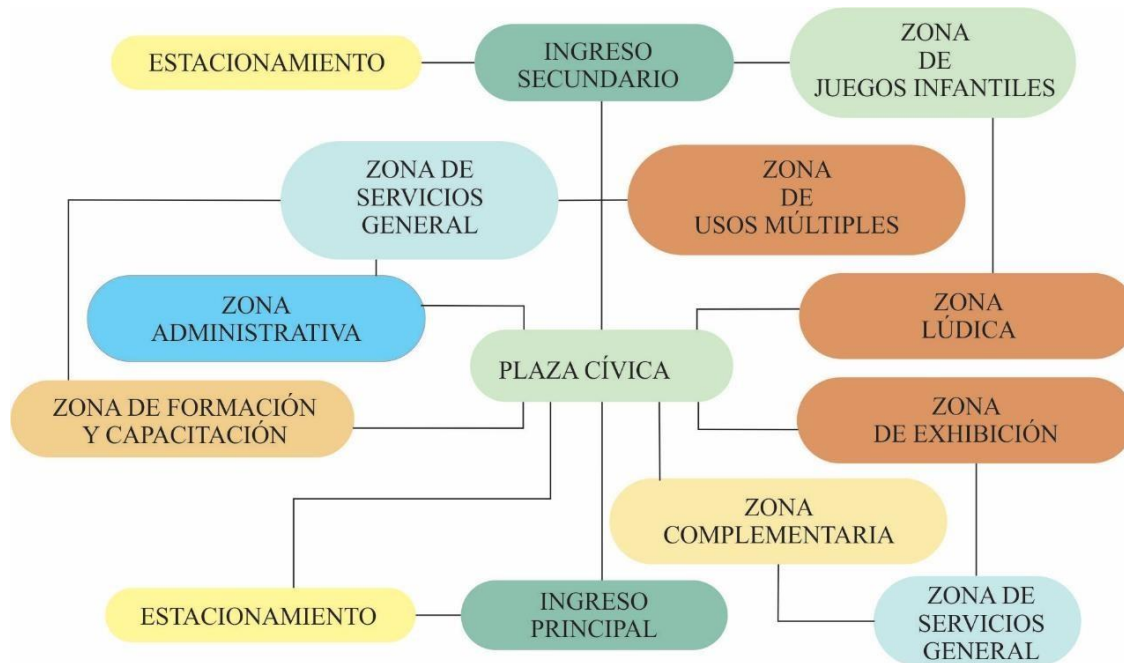 ESTACIONAMIENTO
INGRESO
SECUNDARIO
ZONA
DE
JUEGOS INFANTILES
ZONA DE
SERVICIOS
GENERAL
ZONA
DE
USOS MÚLTIPLES
ZONA
ADMINISTRATIVA
ZONA
LÚDICA
PLAZA CÍVICA
ZONA DE FORMACIÓN
Y CAPACITACIÓN
ZONA
DE EXHIBICIÓN
ZONA
COMPLEMENTARIA
ESTACIONAMIENTO
INGRESO
PRINCIPAL
ZONA DE
SERVICIOS
GENERAL